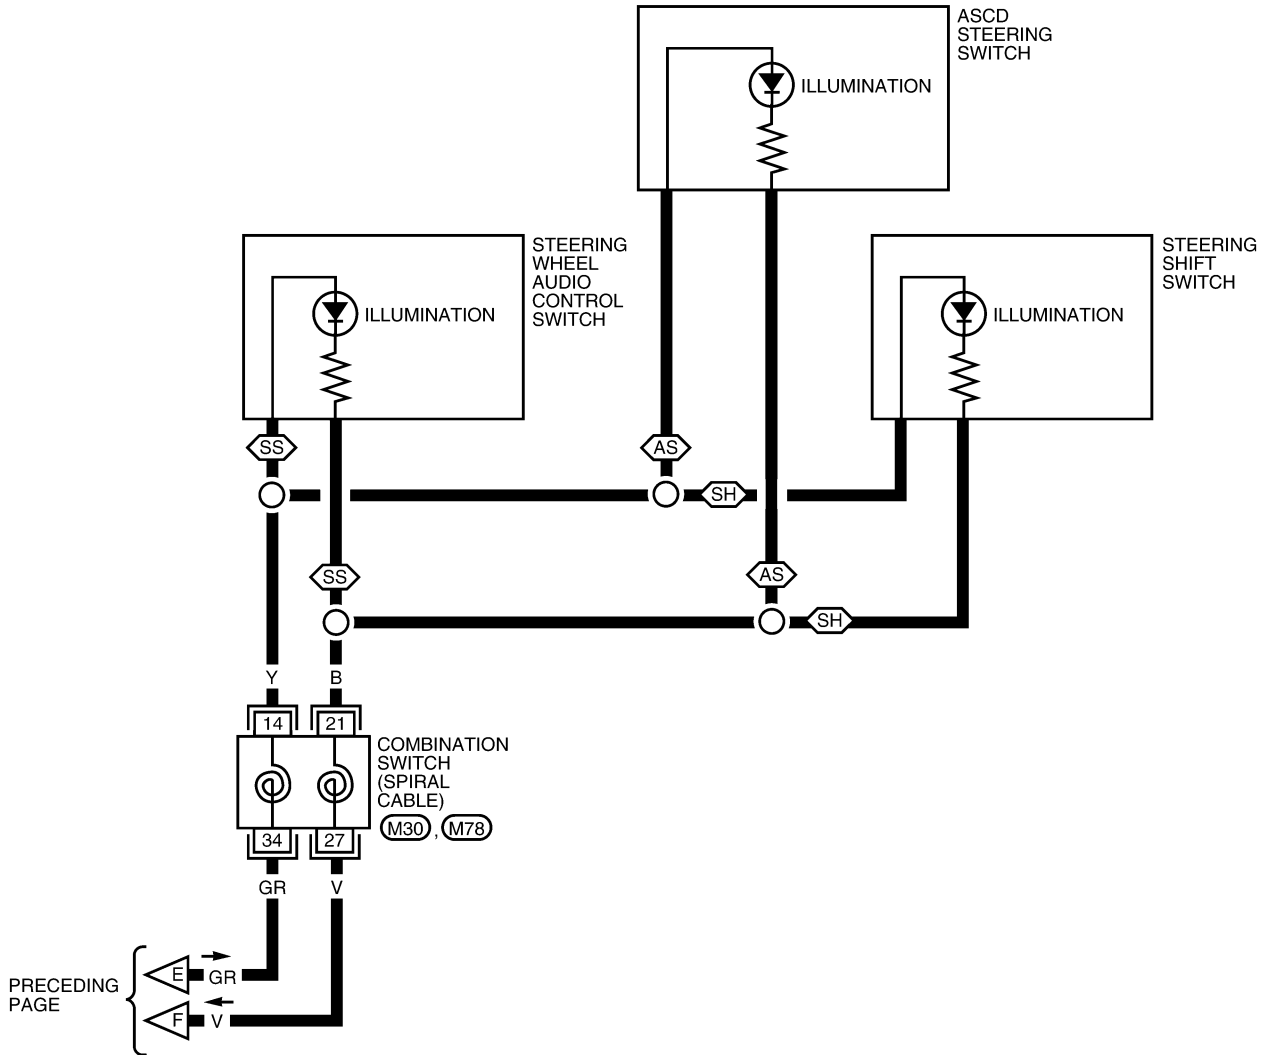 ASCD
STEERING
SWITCH
ILLUMINATION
STEERING
WHEEL
AUDIO
CONTROL
SWITCH
ILLUMINATION
STEERING
SHIFT
SWITCH
ILLUMINATION
SS
AS
SH
SS
AS
SH
Y
B
14
21
COMBINATION
SWITCH
(SPIRAL
CABLE)
M30 , M78
34
27
GR
V
PRECEDING
PAGE
E
GR
F
V